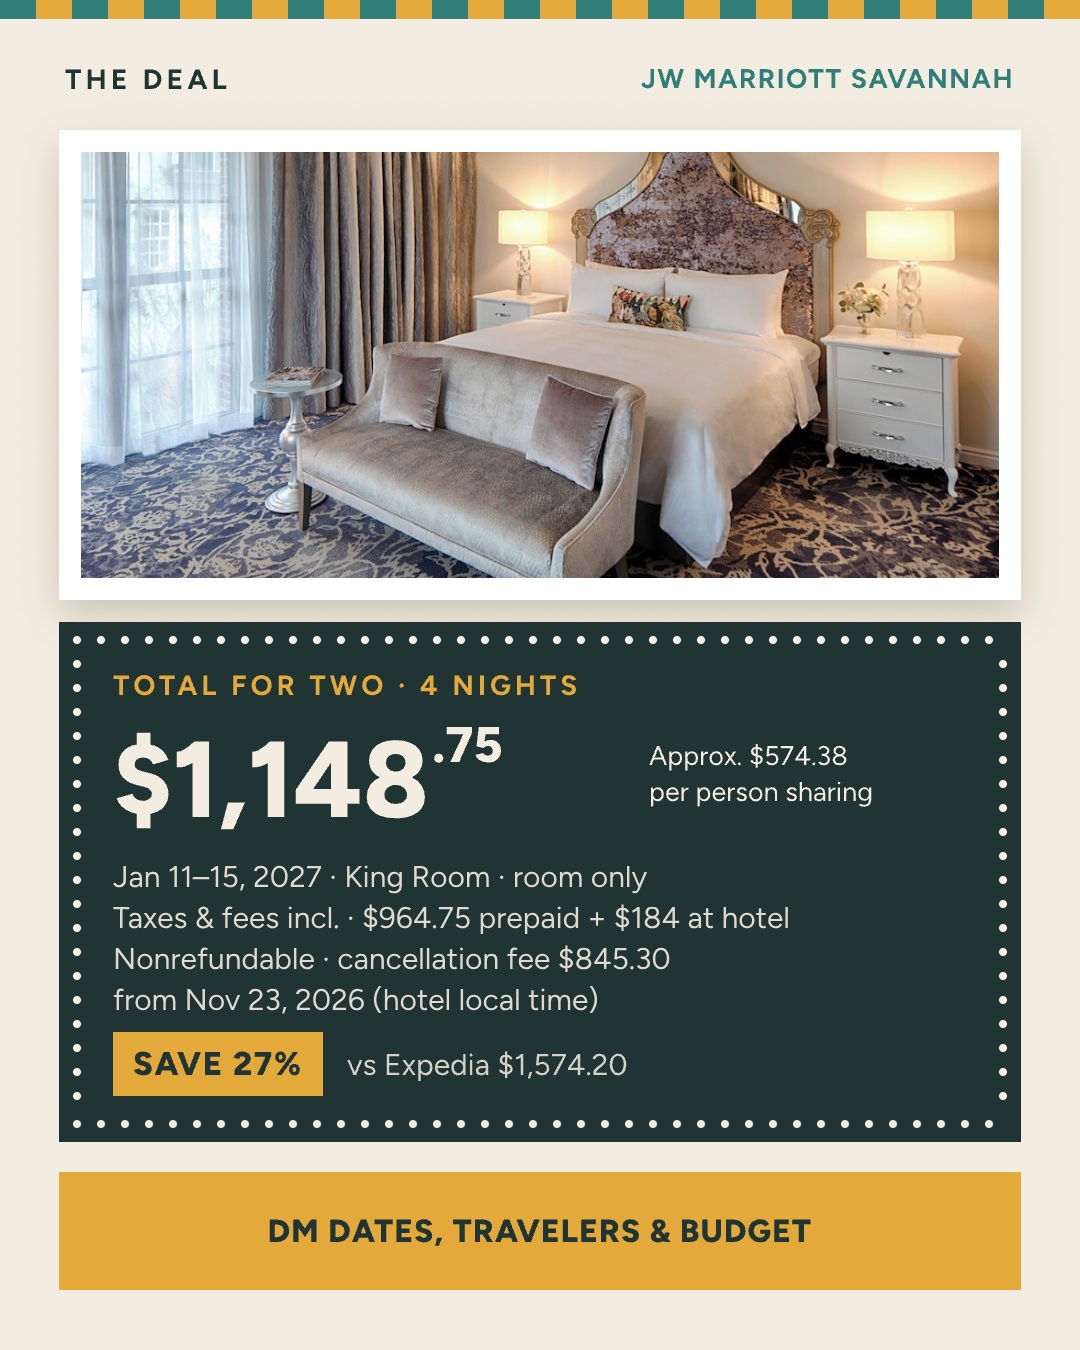 THE DEAL
JW MARRIOTT SAVANNAH
TOTAL FOR TWO · 4 NIGHTS
$1,148.75
Approx. $574.38
per person sharing
Jan 11–15, 2027 · King Room · room only
Taxes & fees incl. · $964.75 prepaid + $184 at hotel
Nonrefundable · cancellation fee $845.30
from Nov 23, 2026 (hotel local time)
SAVE 27%
vs Expedia $1,574.20
DM DATES, TRAVELERS & BUDGET